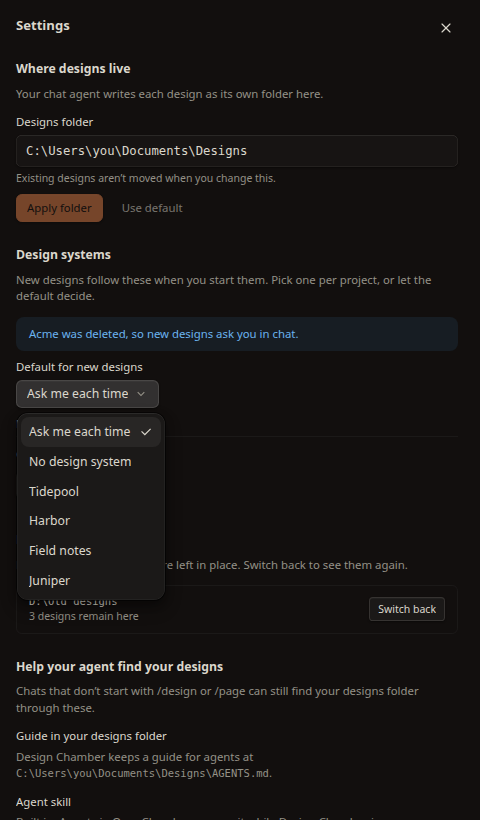 Settings
Where designs live
Your chat agent writes each design as its own folder here.
Designs folder
C:\Users\you\Documents\Designs
Existing designs aren’t moved when you change this.
Apply folder
Use default
Design systems
New designs follow these when you start them. Pick one per project, or let the
default decide.
Acme was deleted, so new designs ask you in chat.
Default for new designs
Ask me each time
Ask me each time
No design system
Tidepool
Harbor
Field notes
Juniper
re left in place. Switch back to see them again.
D:\old designs
3 designs remain here
Switch back
Help your agent find your designs
Chats that don’t start with /design or /page can still find your designs folder
through these.
Guide in your designs folder
Design Chamber keeps a guide for agents at
C:\Users\you\Documents\Designs\AGENTS.md.
Agent skill